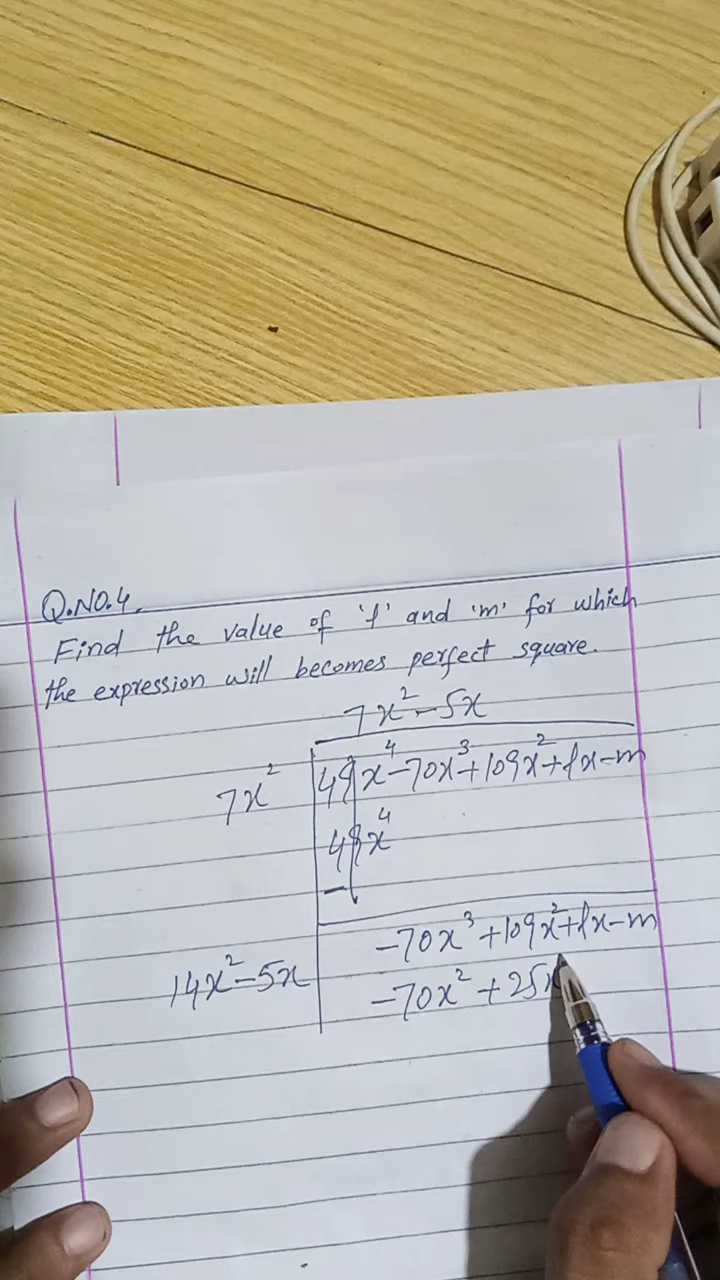 Q.NO.4.
Find the value of 'l' and 'm' for which
the expression will becomes perfect square.
7x² - 5x
7x² 49x⁴ - 70x³ + 109x² + lx - m
49x⁴
-
-70x³ + 109x² + lx - m
14x² - 5x -70x² + 25x